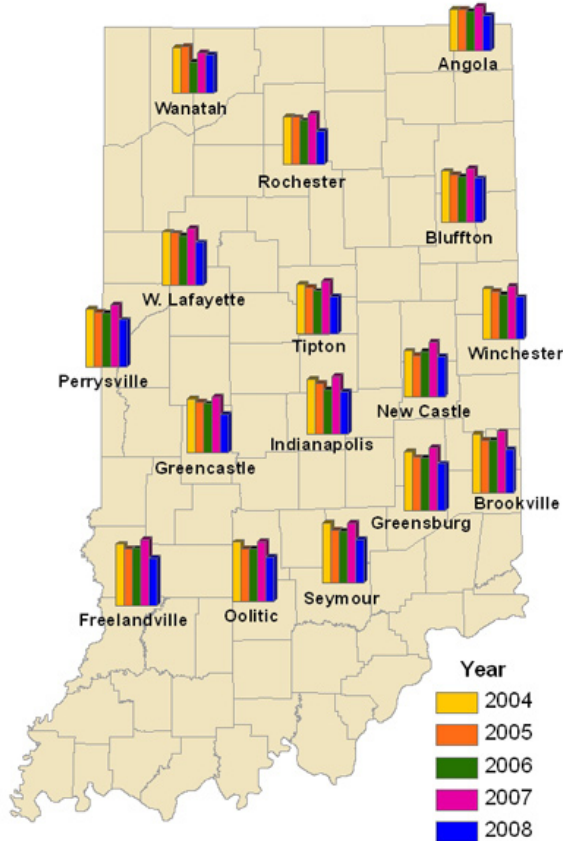 Angola
Wanatah
Rochester
Bluffton
W. Lafayette
Tipton
Winchester
Perrysville
New Castle
Indianapolis
Greencastle
Brookville
Greensburg
Seymour
Oolitic
Freelandville
Year
2004
2005
2006
2007
2008